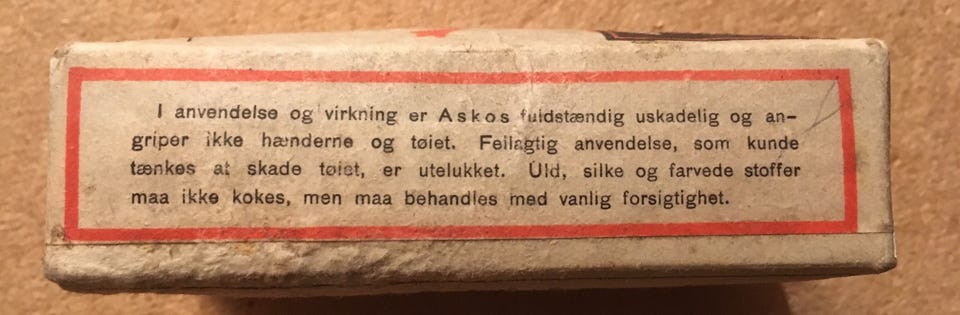 I anvendelse og virkning er Askos fuldstændig uskadelig og an-
griper ikke hænderne og tøiet. Feilagtig anvendelse, som kunde
tænkes at skade tøiet, er utelukket. Uld, silke og farvede stoffer
maa ikke kokes, men maa behandles med vanlig forsigtighet.